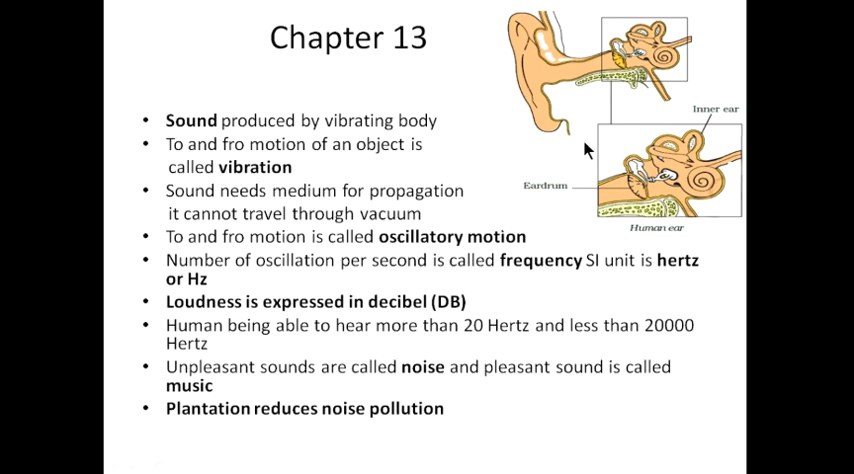 Chapter 13
• Sound produced by vibrating body
• To and fro motion of an object is
called vibration
• Sound needs medium for propagation
it cannot travel through vacuum
• To and fro motion is called oscillatory motion
• Number of oscillation per second is called frequency SI unit is hertz
or Hz
• Loudness is expressed in decibel (DB)
• Human being able to hear more than 20 Hertz and less than 20000
Hertz
• Unpleasant sounds are called noise and pleasant sound is called
music
• Plantation reduces noise pollution
Inner ear
Eardrum
Human ear